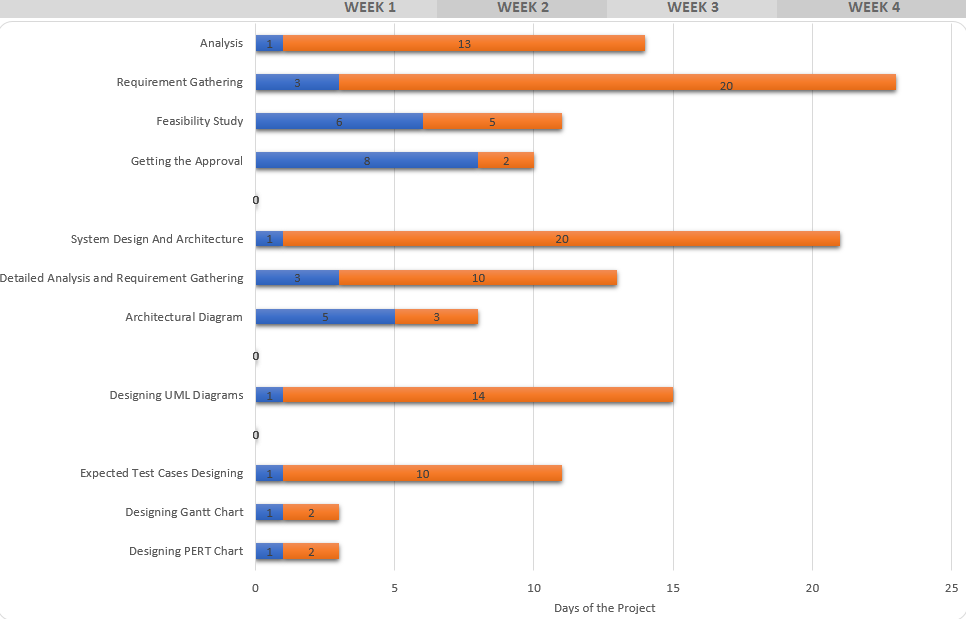 WEEK 1 WEEK 2 WEEK 3 WEEK 4
Analysis 1 13
Requirement Gathering 3 20
Feasibility Study 6 5
Getting the Approval 8 2
0
System Design And Architecture 1 20
Detailed Analysis and Requirement Gathering 3 10
Architectural Diagram 5 3
0
Designing UML Diagrams 1 14
0
Expected Test Cases Designing 1 10
Designing Gantt Chart 1 2
Designing PERT Chart 1 2
0 5 10 15 20 25
Days of the Project